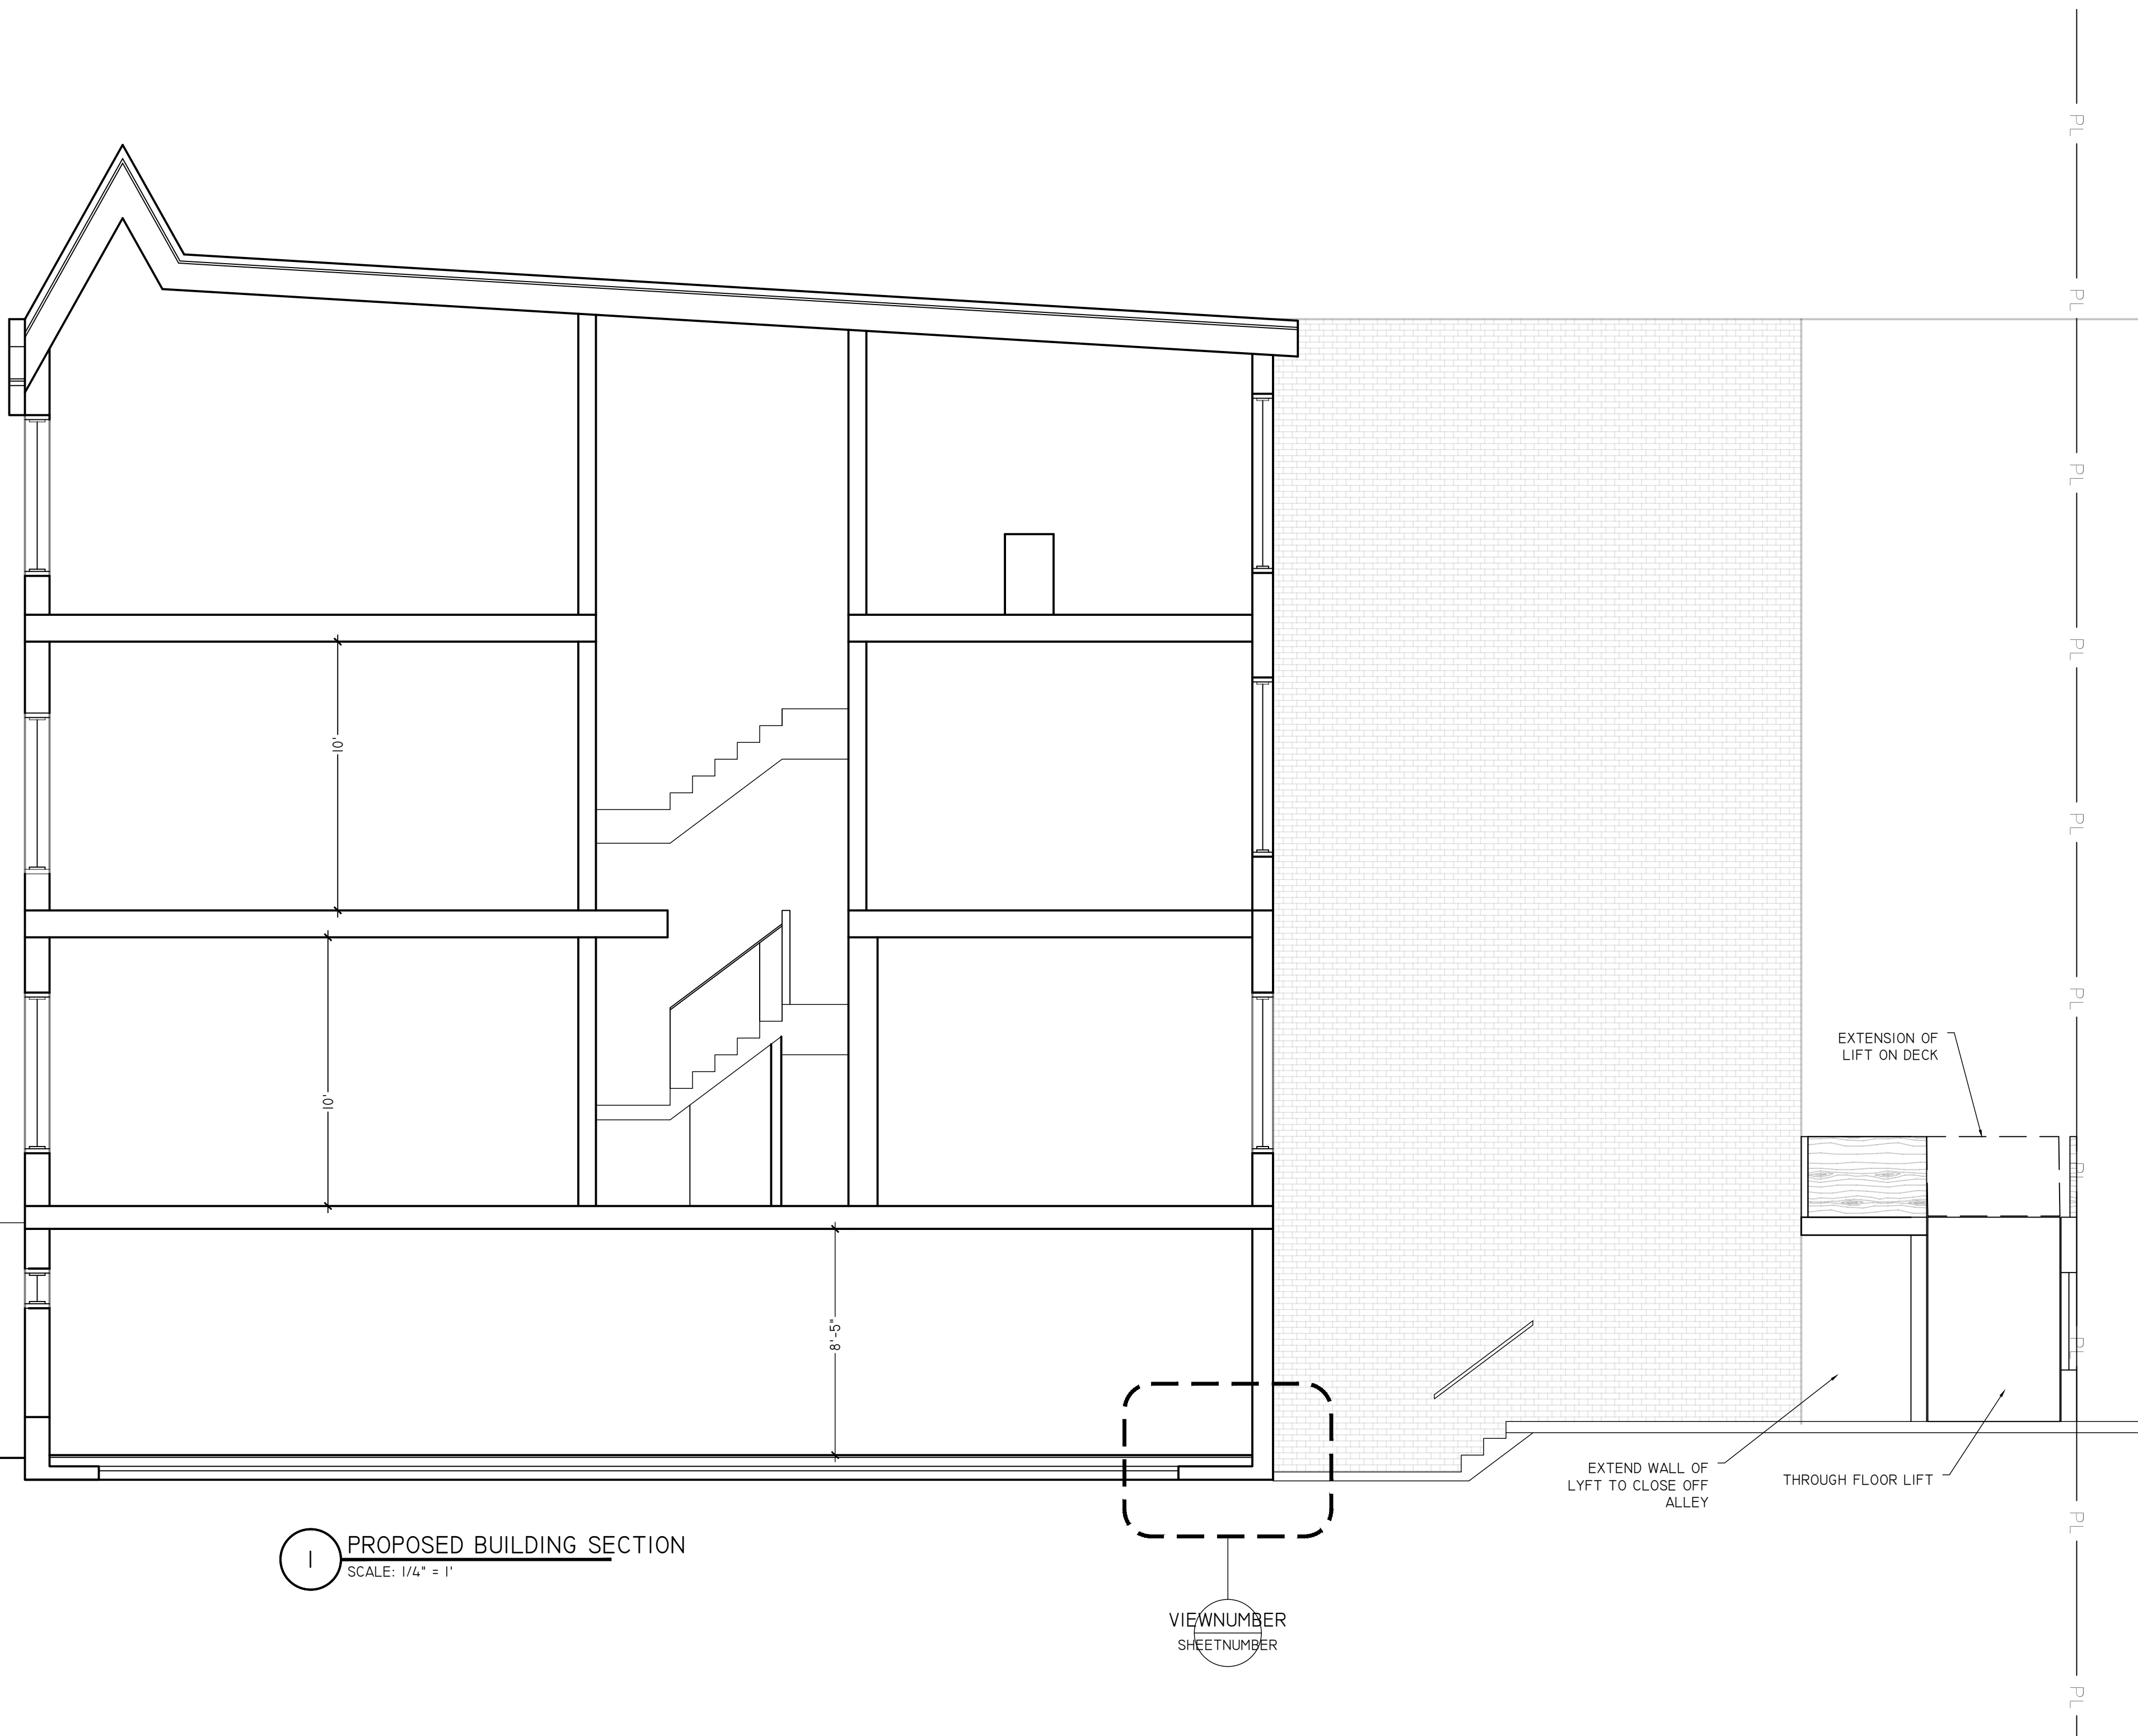 PL
PL
PL
PL
PL
PL
PL
PL
PL
PL
10'
10'
8'-5"
EXTENSION OF
LIFT ON DECK
EXTEND WALL OF
LYFT TO CLOSE OFF
ALLEY
THROUGH FLOOR LIFT
1
PROPOSED BUILDING SECTION
SCALE: 1/4" = 1'
VIEWNUMBER
SHEETNUMBER